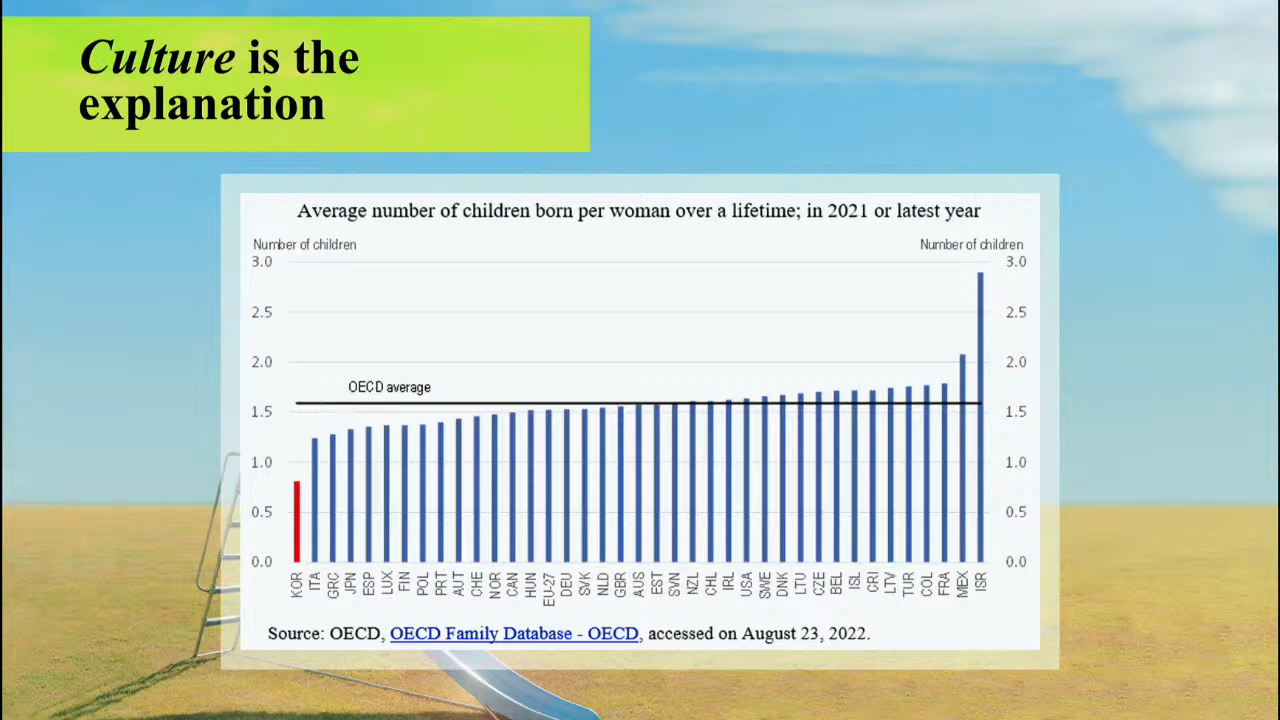 Culture is the
explanation
Average number of children born per woman over a lifetime; in 2021 or latest year
Number of children Number of children
3.0 3.0
2.5 2.5
2.0 2.0
OECD average
1.5 1.5
1.0 1.0
0.5 0.5
0.0 0.0
KOR ITA GRC JPN ESP LUX FIN POL PRT AUT CHE NOR CAN HUN EU-27 DEU SVK NLD GBR AUS EST SVN NZL CHL IRL USA SWE DNK LTU CZE BEL ISL CRI LTV TUR COL FRA MEX ISR
Source: OECD, OECD Family Database - OECD, accessed on August 23, 2022.